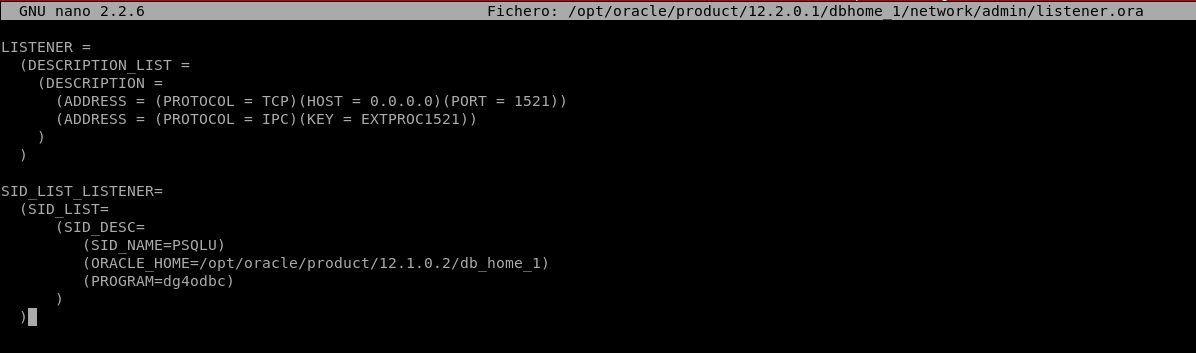 GNU nano 2.2.6 Fichero: /opt/oracle/product/12.2.0.1/dbhome_1/network/admin/listener.ora
LISTENER =
(DESCRIPTION_LIST =
(DESCRIPTION =
(ADDRESS = (PROTOCOL = TCP)(HOST = 0.0.0.0)(PORT = 1521))
(ADDRESS = (PROTOCOL = IPC)(KEY = EXTPROC1521))
)
)
SID_LIST_LISTENER=
(SID_LIST=
(SID_DESC=
(SID_NAME=PSQLU)
(ORACLE_HOME=/opt/oracle/product/12.1.0.2/db_home_1)
(PROGRAM=dg4odbc)
)
)